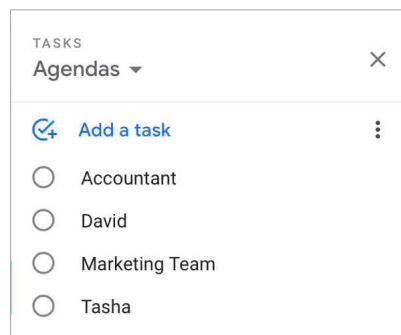 TASKS
Agendas
Add a task
Accountant
David
Marketing Team
Tasha